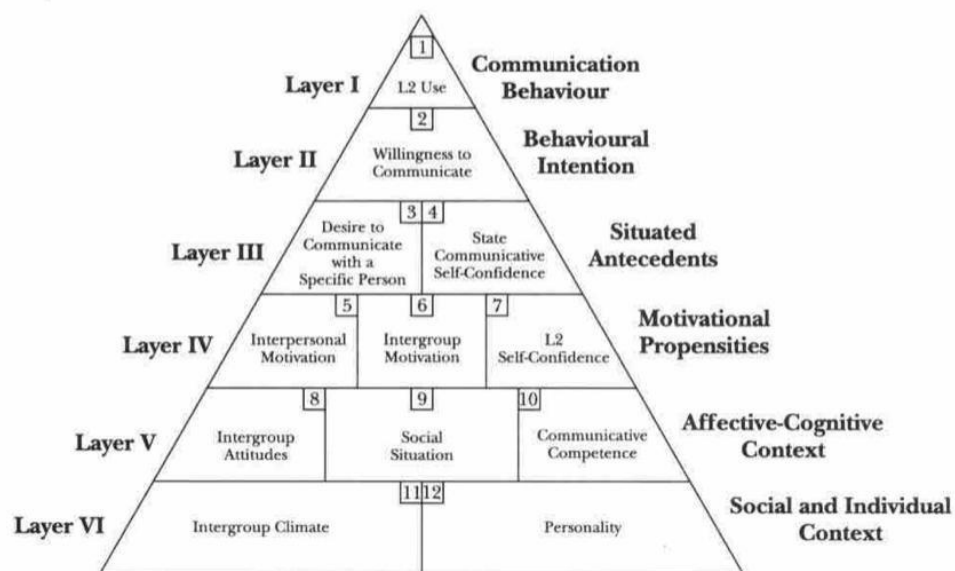 1
Layer I
L2 Use
Communication
Behaviour
2
Layer II
Willingness to
Communicate
Behavioural
Intention
3 4
Layer III
Desire to
Communicate
with a
Specific Person
State
Communicative
Self-Confidence
Situated
Antecedents
5 6 7
Layer IV
Interpersonal
Motivation
Intergroup
Motivation
L2
Self-Confidence
Motivational
Propensities
8 9 10
Layer V
Intergroup
Attitudes
Social
Situation
Communicative
Competence
Affective-Cognitive
Context
11 12
Layer VI
Intergroup Climate
Personality
Social and Individual
Context